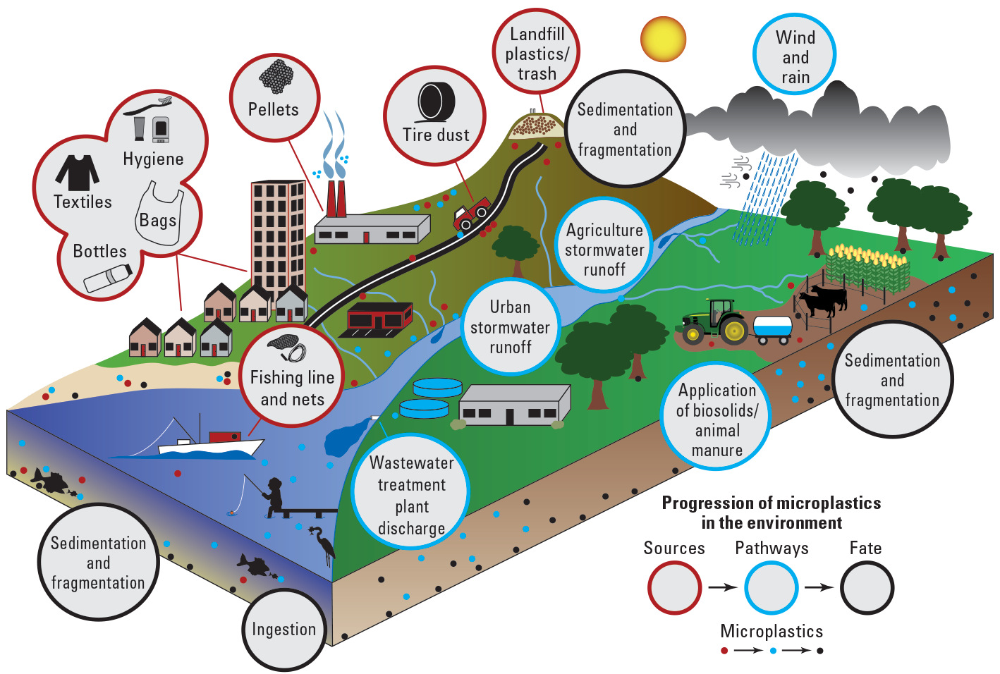 Landfill
plastics/
trash
Wind
and
rain
Pellets
Tire dust
Sedimentation
and
fragmentation
Hygiene
Textiles
Bags
Bottles
Agriculture
stormwater
runoff
Urban
stormwater
runoff
Fishing line
and nets
Sedimentation
and
fragmentation
Application
of biosolids/
animal
manure
Wastewater
treatment
plant
discharge
Sedimentation
and
fragmentation
Ingestion
Progression of microplastics
in the environment
Sources
Pathways
Fate
Microplastics